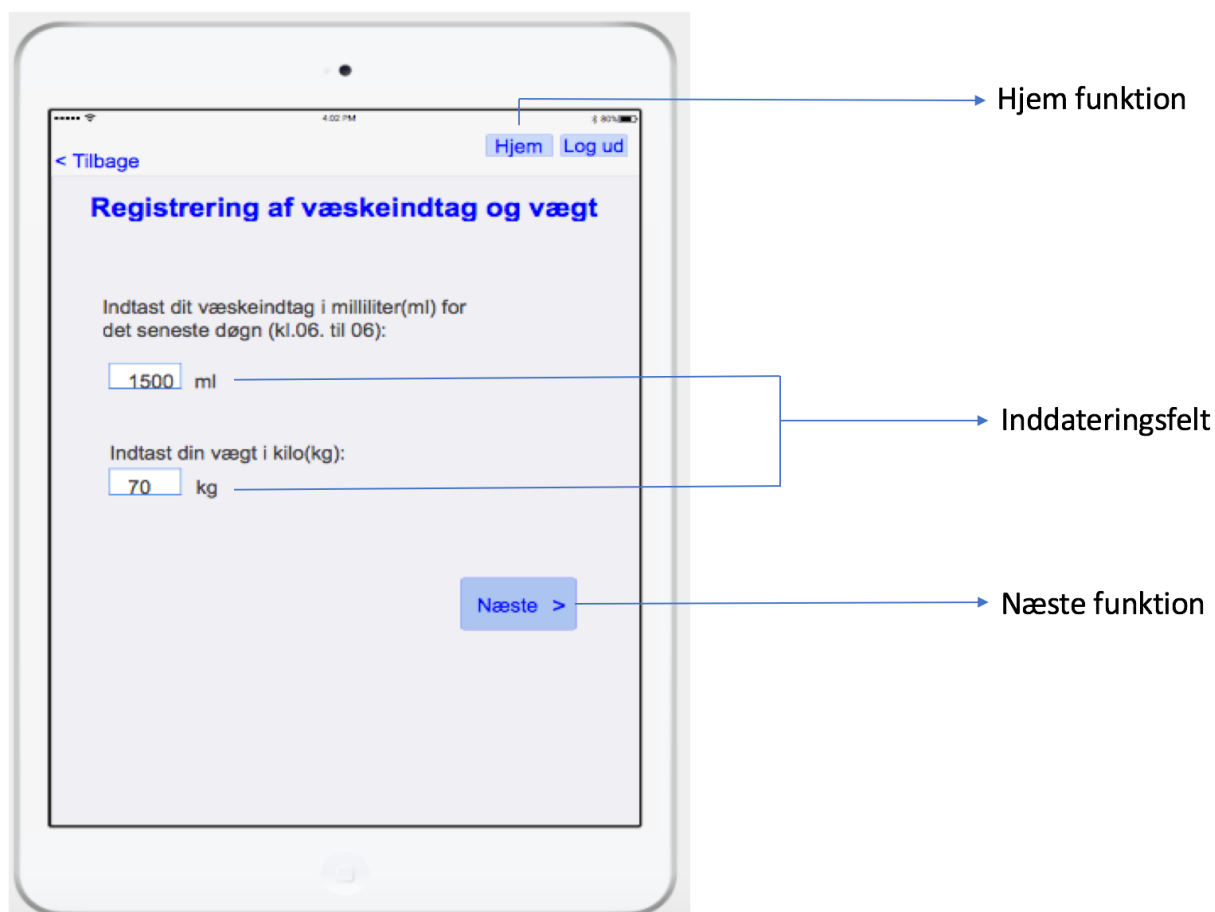 4:02 PM
80%
Hjem funktion
Hjem
Log ud
< Tilbage
Registrering af væskeindtag og vægt
Indtast dit væskeindtag i milliliter(ml) for
det seneste døgn (kl.06. til 06):
1500 ml
Inddateringsfelt
Indtast din vægt i kilo(kg):
70 kg
Næste >
Næste funktion